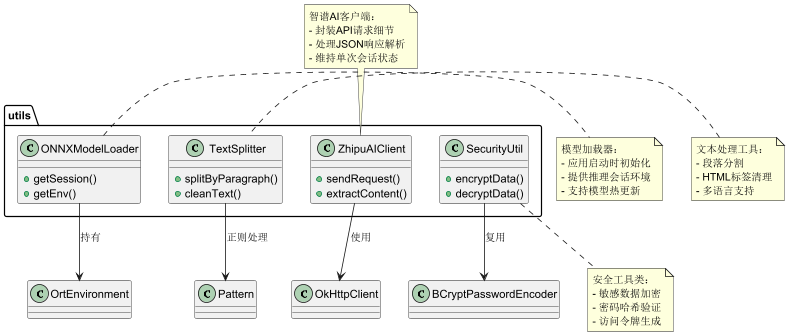 智谱AI客户端：
- 封装API请求细节
- 处理JSON响应解析
- 维持单次会话状态
utils
C ONNXModelLoader
getSession()
getEnv()
C TextSplitter
splitByParagraph()
cleanText()
C ZhipuAIClient
sendRequest()
extractContent()
C SecurityUtil
encryptData()
decryptData()
模型加载器：
- 应用启动时初始化
- 提供推理会话环境
- 支持模型热更新
文本处理工具：
- 段落分割
- HTML标签清理
- 多语言支持
持有
正则处理
使用
复用
C OrtEnvironment
C Pattern
C OkHttpClient
C BCryptPasswordEncoder
安全工具类：
- 敏感数据加密
- 密码哈希验证
- 访问令牌生成